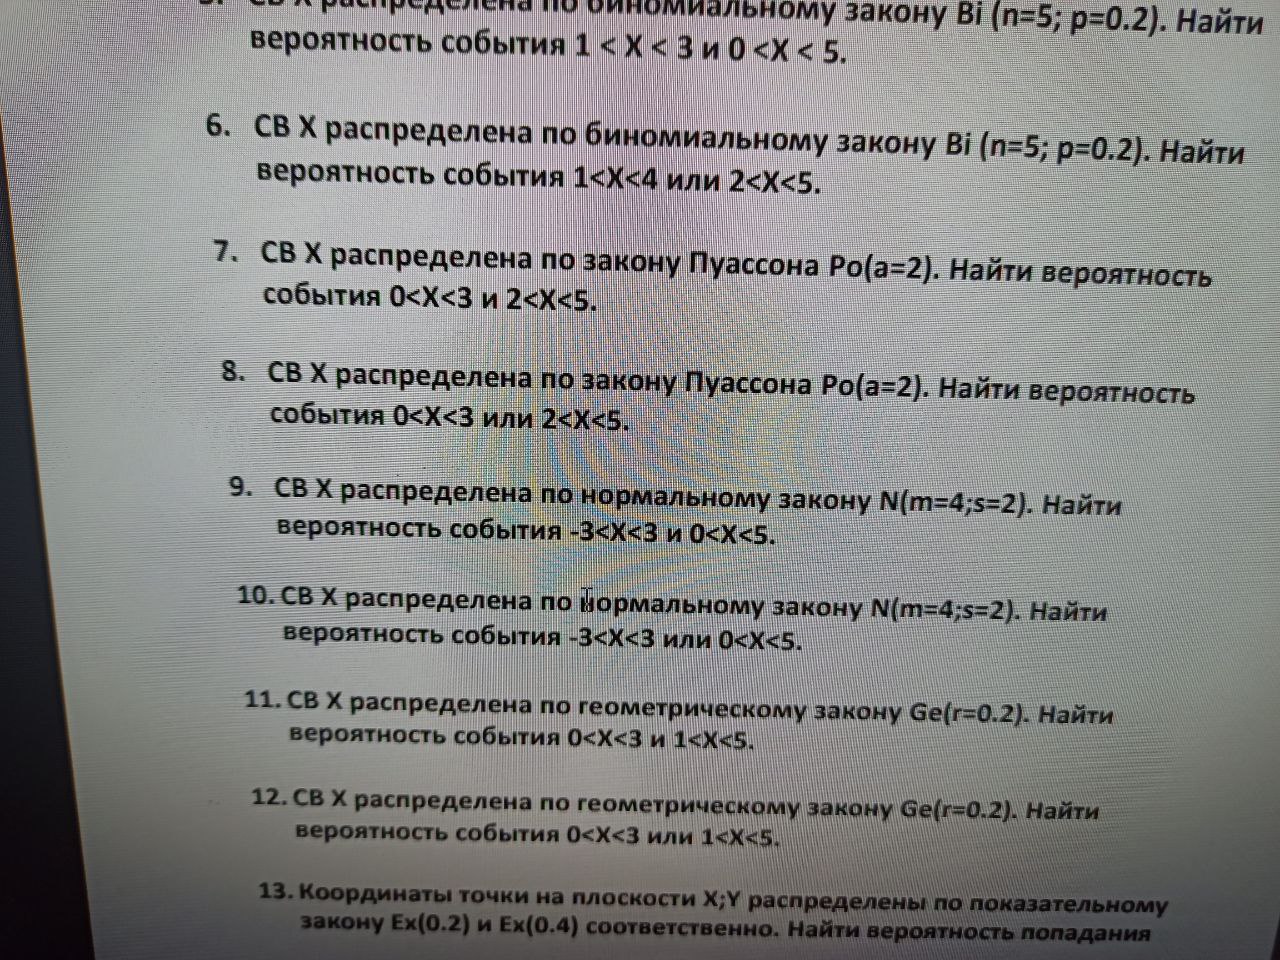 5. СВ X распределена по биномиальному закону Bi (n=5; p=0.2). Найти
вероятность события 1 < X < 3 и 0 <X < 5.
6. СВ X распределена по биномиальному закону Bi (n=5; p=0.2). Найти
вероятность события 1<X<4 или 2<X<5.
7. СВ X распределена по закону Пуассона Po(a=2). Найти вероятность
события 0<X<3 и 2<X<5.
8. СВ X распределена по закону Пуассона Po(a=2). Найти вероятность
события 0<X<3 или 2<X<5.
9. СВ X распределена по нормальному закону N(m=4;s=2). Найти
вероятность события -3<X<3 и 0<X<5.
10. СВ X распределена по нормальному закону N(m=4;s=2). Найти
вероятность события -3<X<3 или 0<X<5.
11. СВ X распределена по геометрическому закону Ge(r=0.2). Найти
вероятность события 0<X<3 и 1<X<5.
12. СВ X распределена по геометрическому закону Ge(r=0.2). Найти
вероятность события 0<X<3 или 1<X<5.
13. Координаты точки на плоскости X;Y распределены по показательному
закону Ex(0.2) и Ex(0.4) соответственно. Найти вероятность попадания